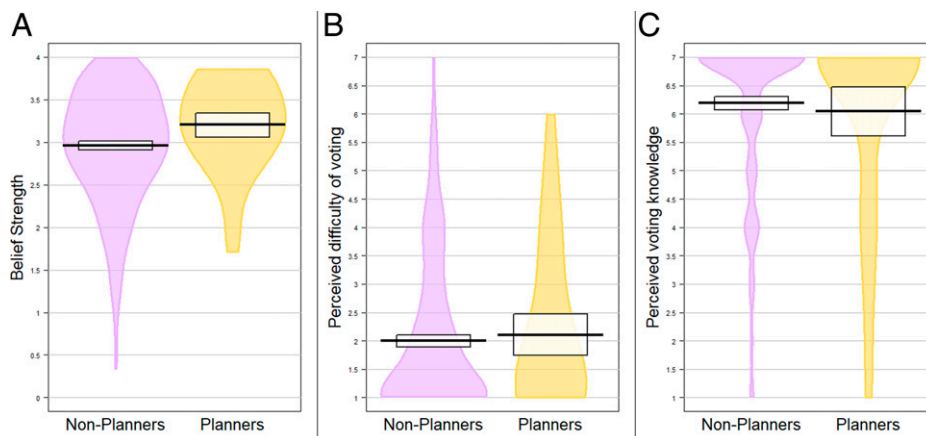 A
Belief Strength
4
3.5
3
2.5
2
1.5
1
0.5
0
Non-Planners
Planners
B
Perceived difficulty of voting
7
6.5
6
5.5
5
4.5
4
3.5
3
2.5
2
1.5
1
Non-Planners
Planners
C
Perceived voting knowledge
7
6.5
6
5.5
5
4.5
4
3.5
3
2.5
2
1.5
1
Non-Planners
Planners